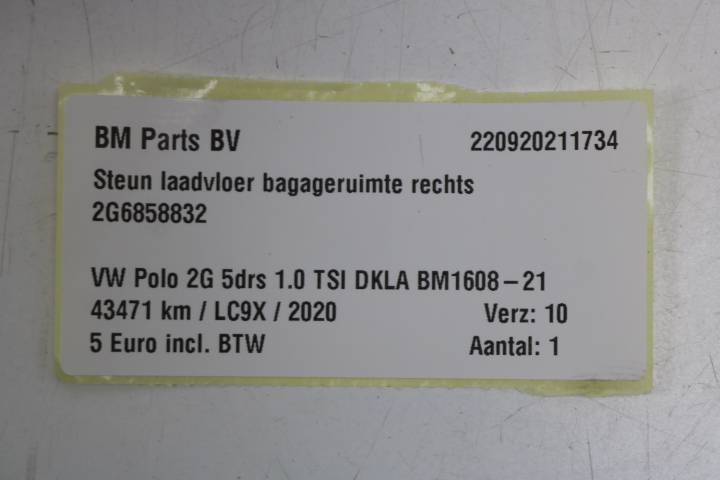 BM Parts BV 220920211734
Steun laadvloer bagageruimte rechts
2G6858832
VW Polo 2G 5drs 1.0 TSI DKLA BM1608-21
43471 km / LC9X / 2020 Verz: 10
5 Euro incl. BTW Aantal: 1